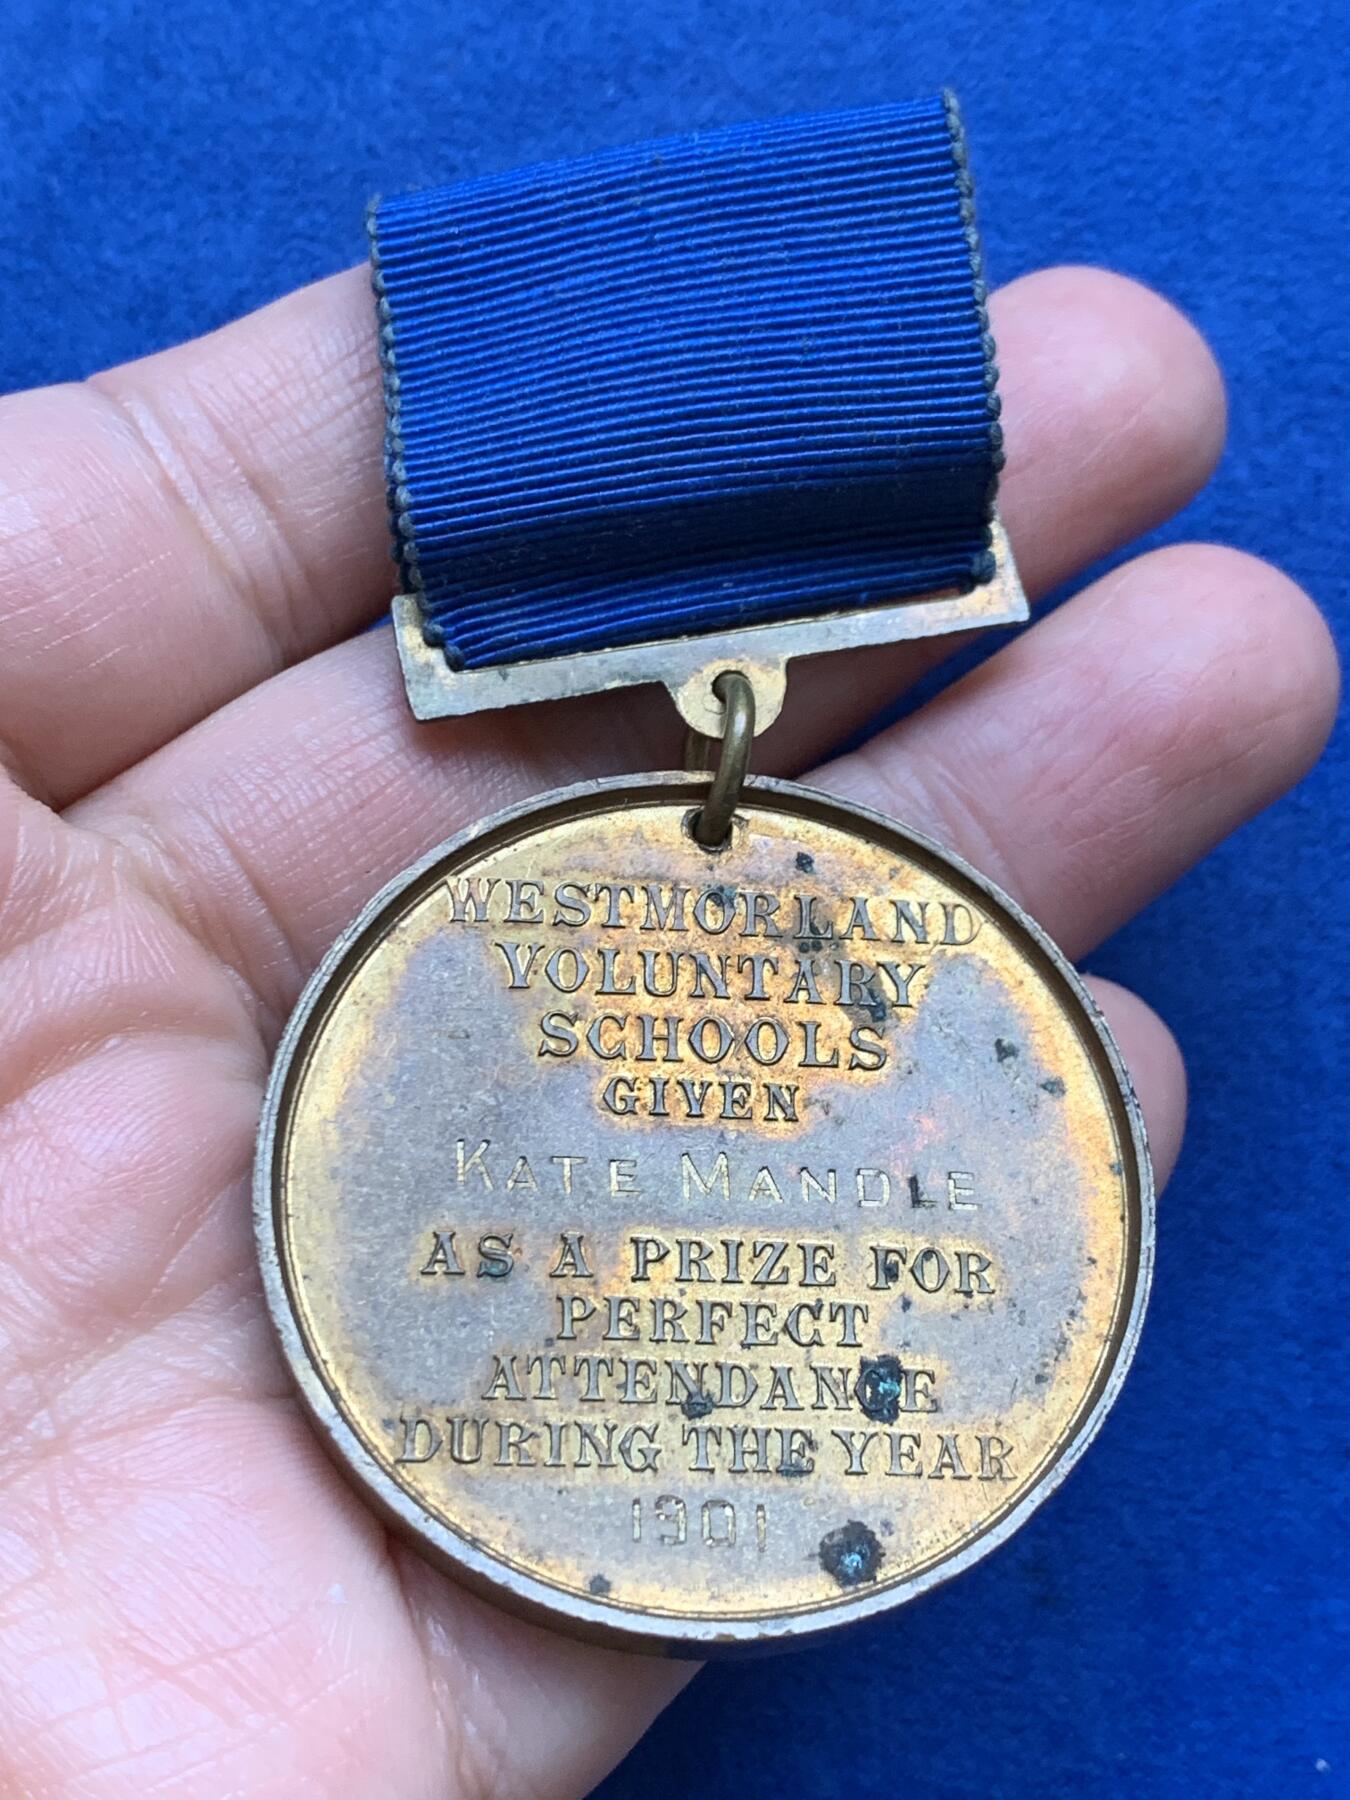 WESTMORLAND
VOLUNTARY
SCHOOLS
GIVEN
KATE MANDLE
AS A PRIZE FOR
PERFECT
ATTENDANCE
DURING THE YEAR
1901